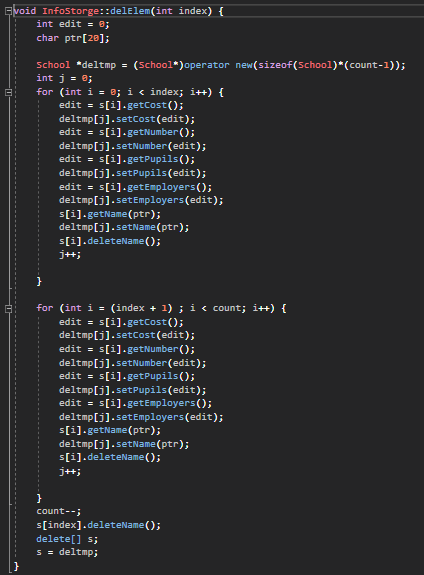 void InfoStorge::delElem(int index) {
    int edit = 0;
    char ptr[20];

    School *deltmp = (School*)operator new(sizeof(School)*(count-1));
    int j = 0;
    for (int i = 0; i < index; i++) {
        edit = s[i].getCost();
        deltmp[j].setCost(edit);
        edit = s[i].getNumber();
        deltmp[j].setNumber(edit);
        edit = s[i].getPupils();
        deltmp[j].setPupils(edit);
        edit = s[i].getEmployers();
        deltmp[j].setEmployers(edit);
        s[i].getName(ptr);
        deltmp[j].setName(ptr);
        s[i].deleteName();
        j++;

    }

    for (int i = (index + 1) ; i < count; i++) {
        edit = s[i].getCost();
        deltmp[j].setCost(edit);
        edit = s[i].getNumber();
        deltmp[j].setNumber(edit);
        edit = s[i].getPupils();
        deltmp[j].setPupils(edit);
        edit = s[i].getEmployers();
        deltmp[j].setEmployers(edit);
        s[i].getName(ptr);
        deltmp[j].setName(ptr);
        s[i].deleteName();
        j++;

    }
    count--;
    s[index].deleteName();
    delete[] s;
    s = deltmp;
}